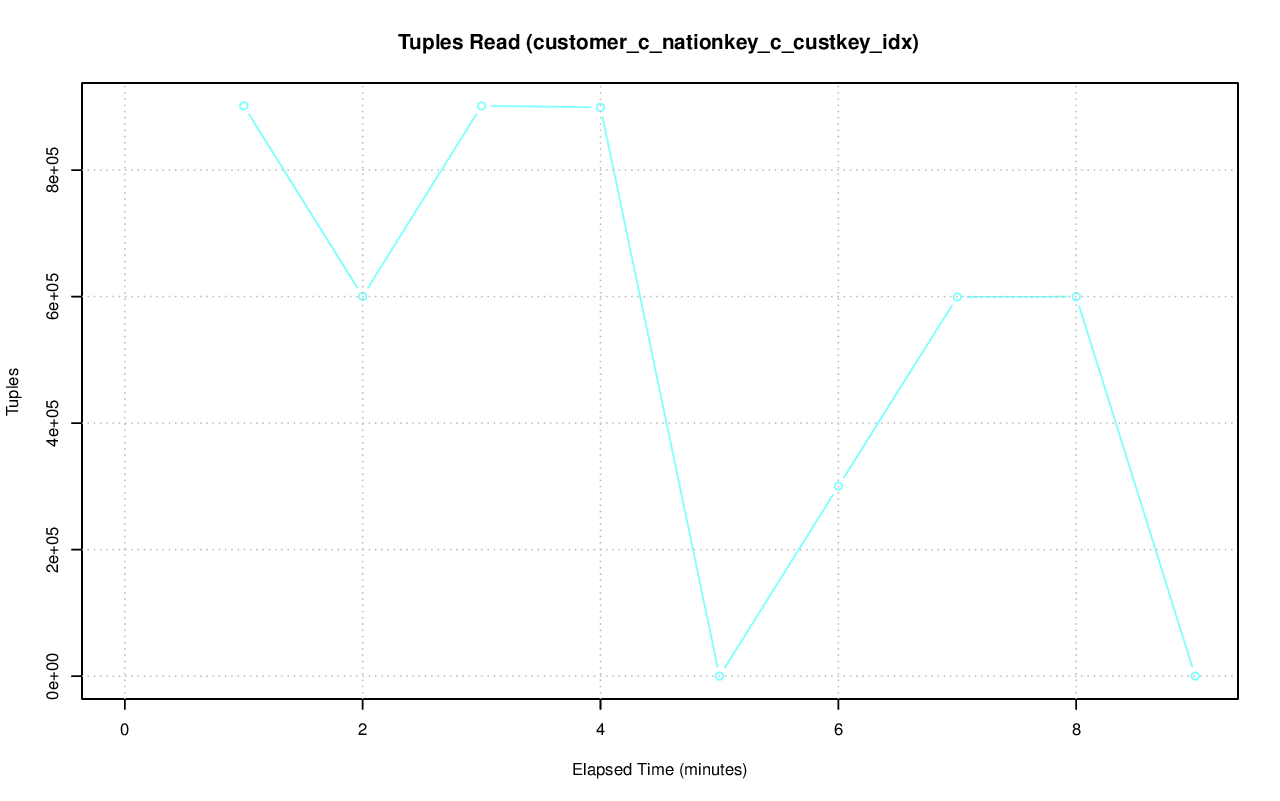 Tuples Read (customer_c_nationkey_c_custkey_idx)
Tuples
8e+05
6e+05
4e+05
2e+05
0e+00
0 2 4 6 8
Elapsed Time (minutes)